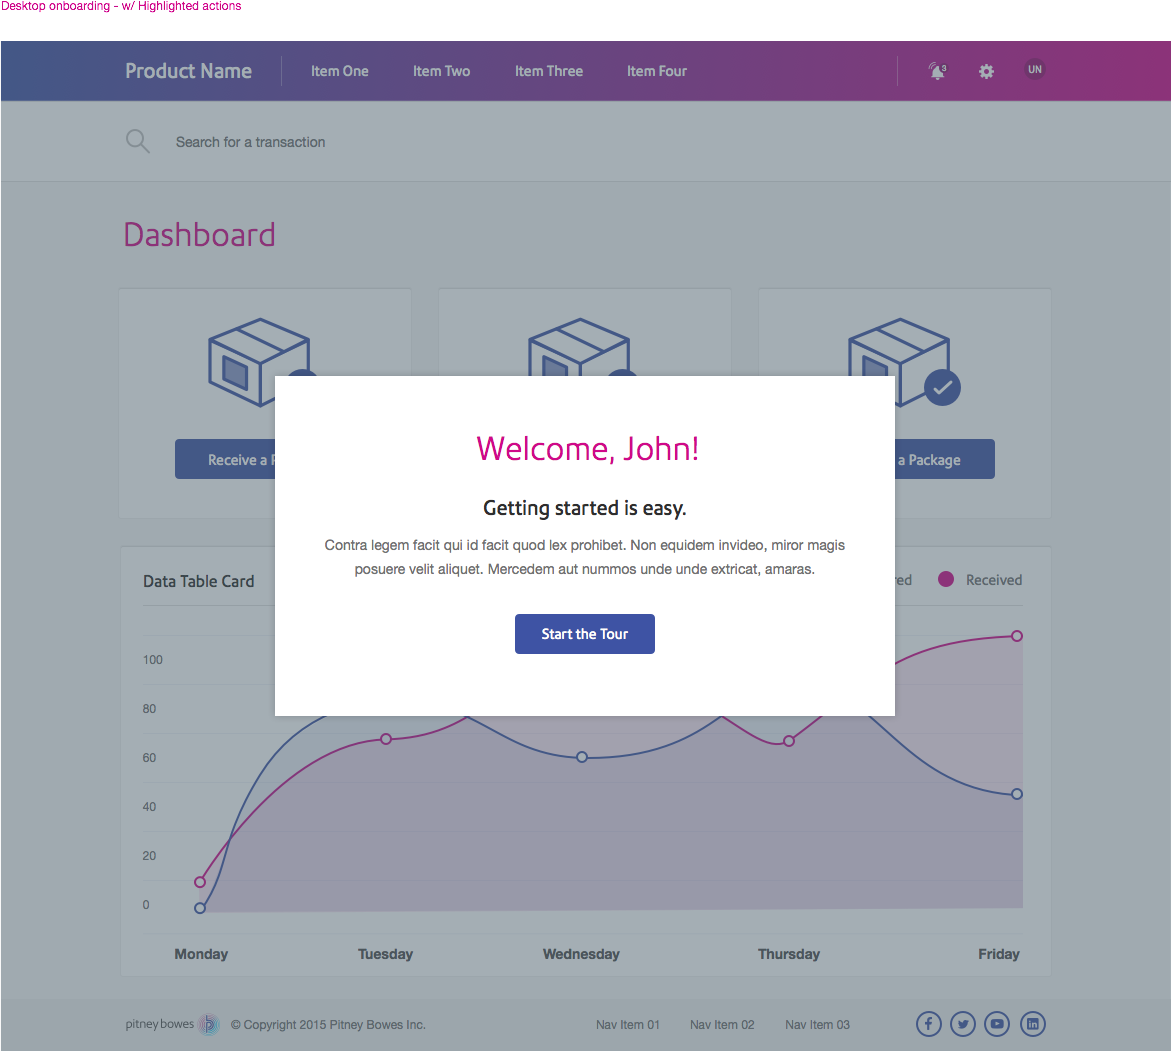 Desktop onboarding - w/ Highlighted actions
Product Name
Item One
Item Two
Item Three
Item Four
3
UN
Search for a transaction
Dashboard
Receive a P
a Package
Welcome, John!
Getting started is easy.
Contra legem facit qui id facit quod lex prohibet. Non equidem invideo, miror magis
posuere velit aliquet. Mercedem aut nummos unde unde extricat, amaras.
Start the Tour
Data Table Card
red
Received
100
80
60
40
20
0
Monday
Tuesday
Wednesday
Thursday
Friday
pitney bowes
© Copyright 2015 Pitney Bowes Inc.
Nav Item 01
Nav Item 02
Nav Item 03